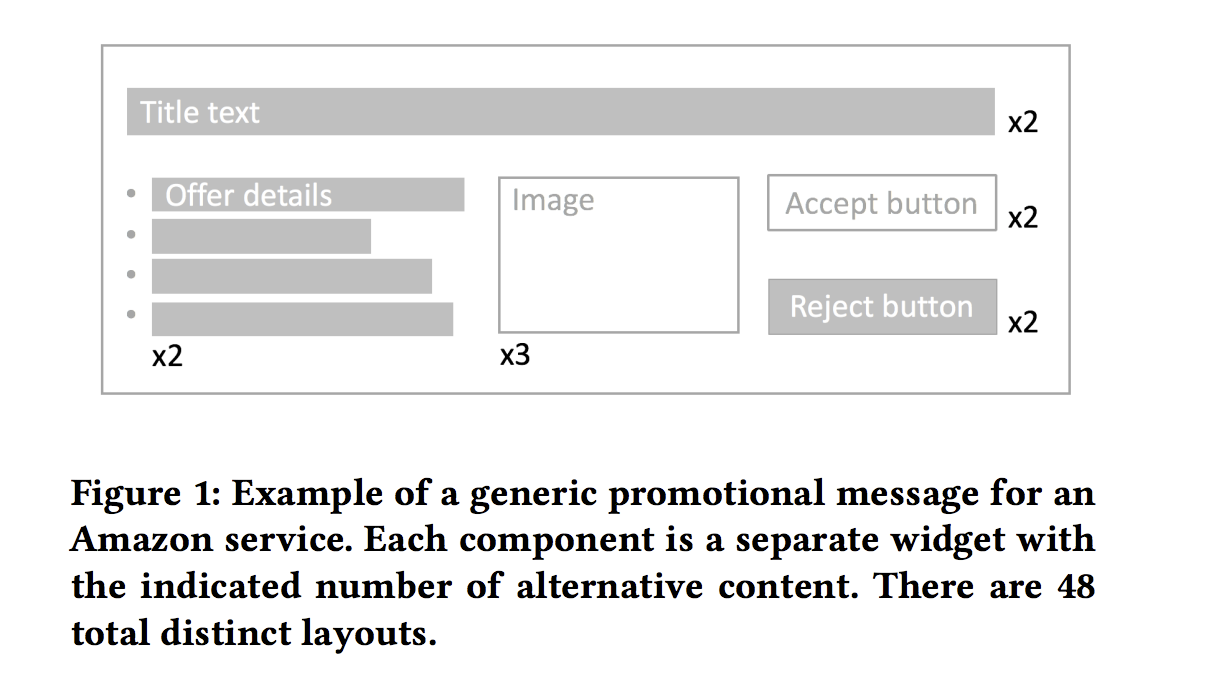 Title text
x2
Offer details
x2
Image
x3
Accept button
x2
Reject button
x2
Figure 1: Example of a generic promotional message for an
Amazon service. Each component is a separate widget with
the indicated number of alternative content. There are 48
total distinct layouts.